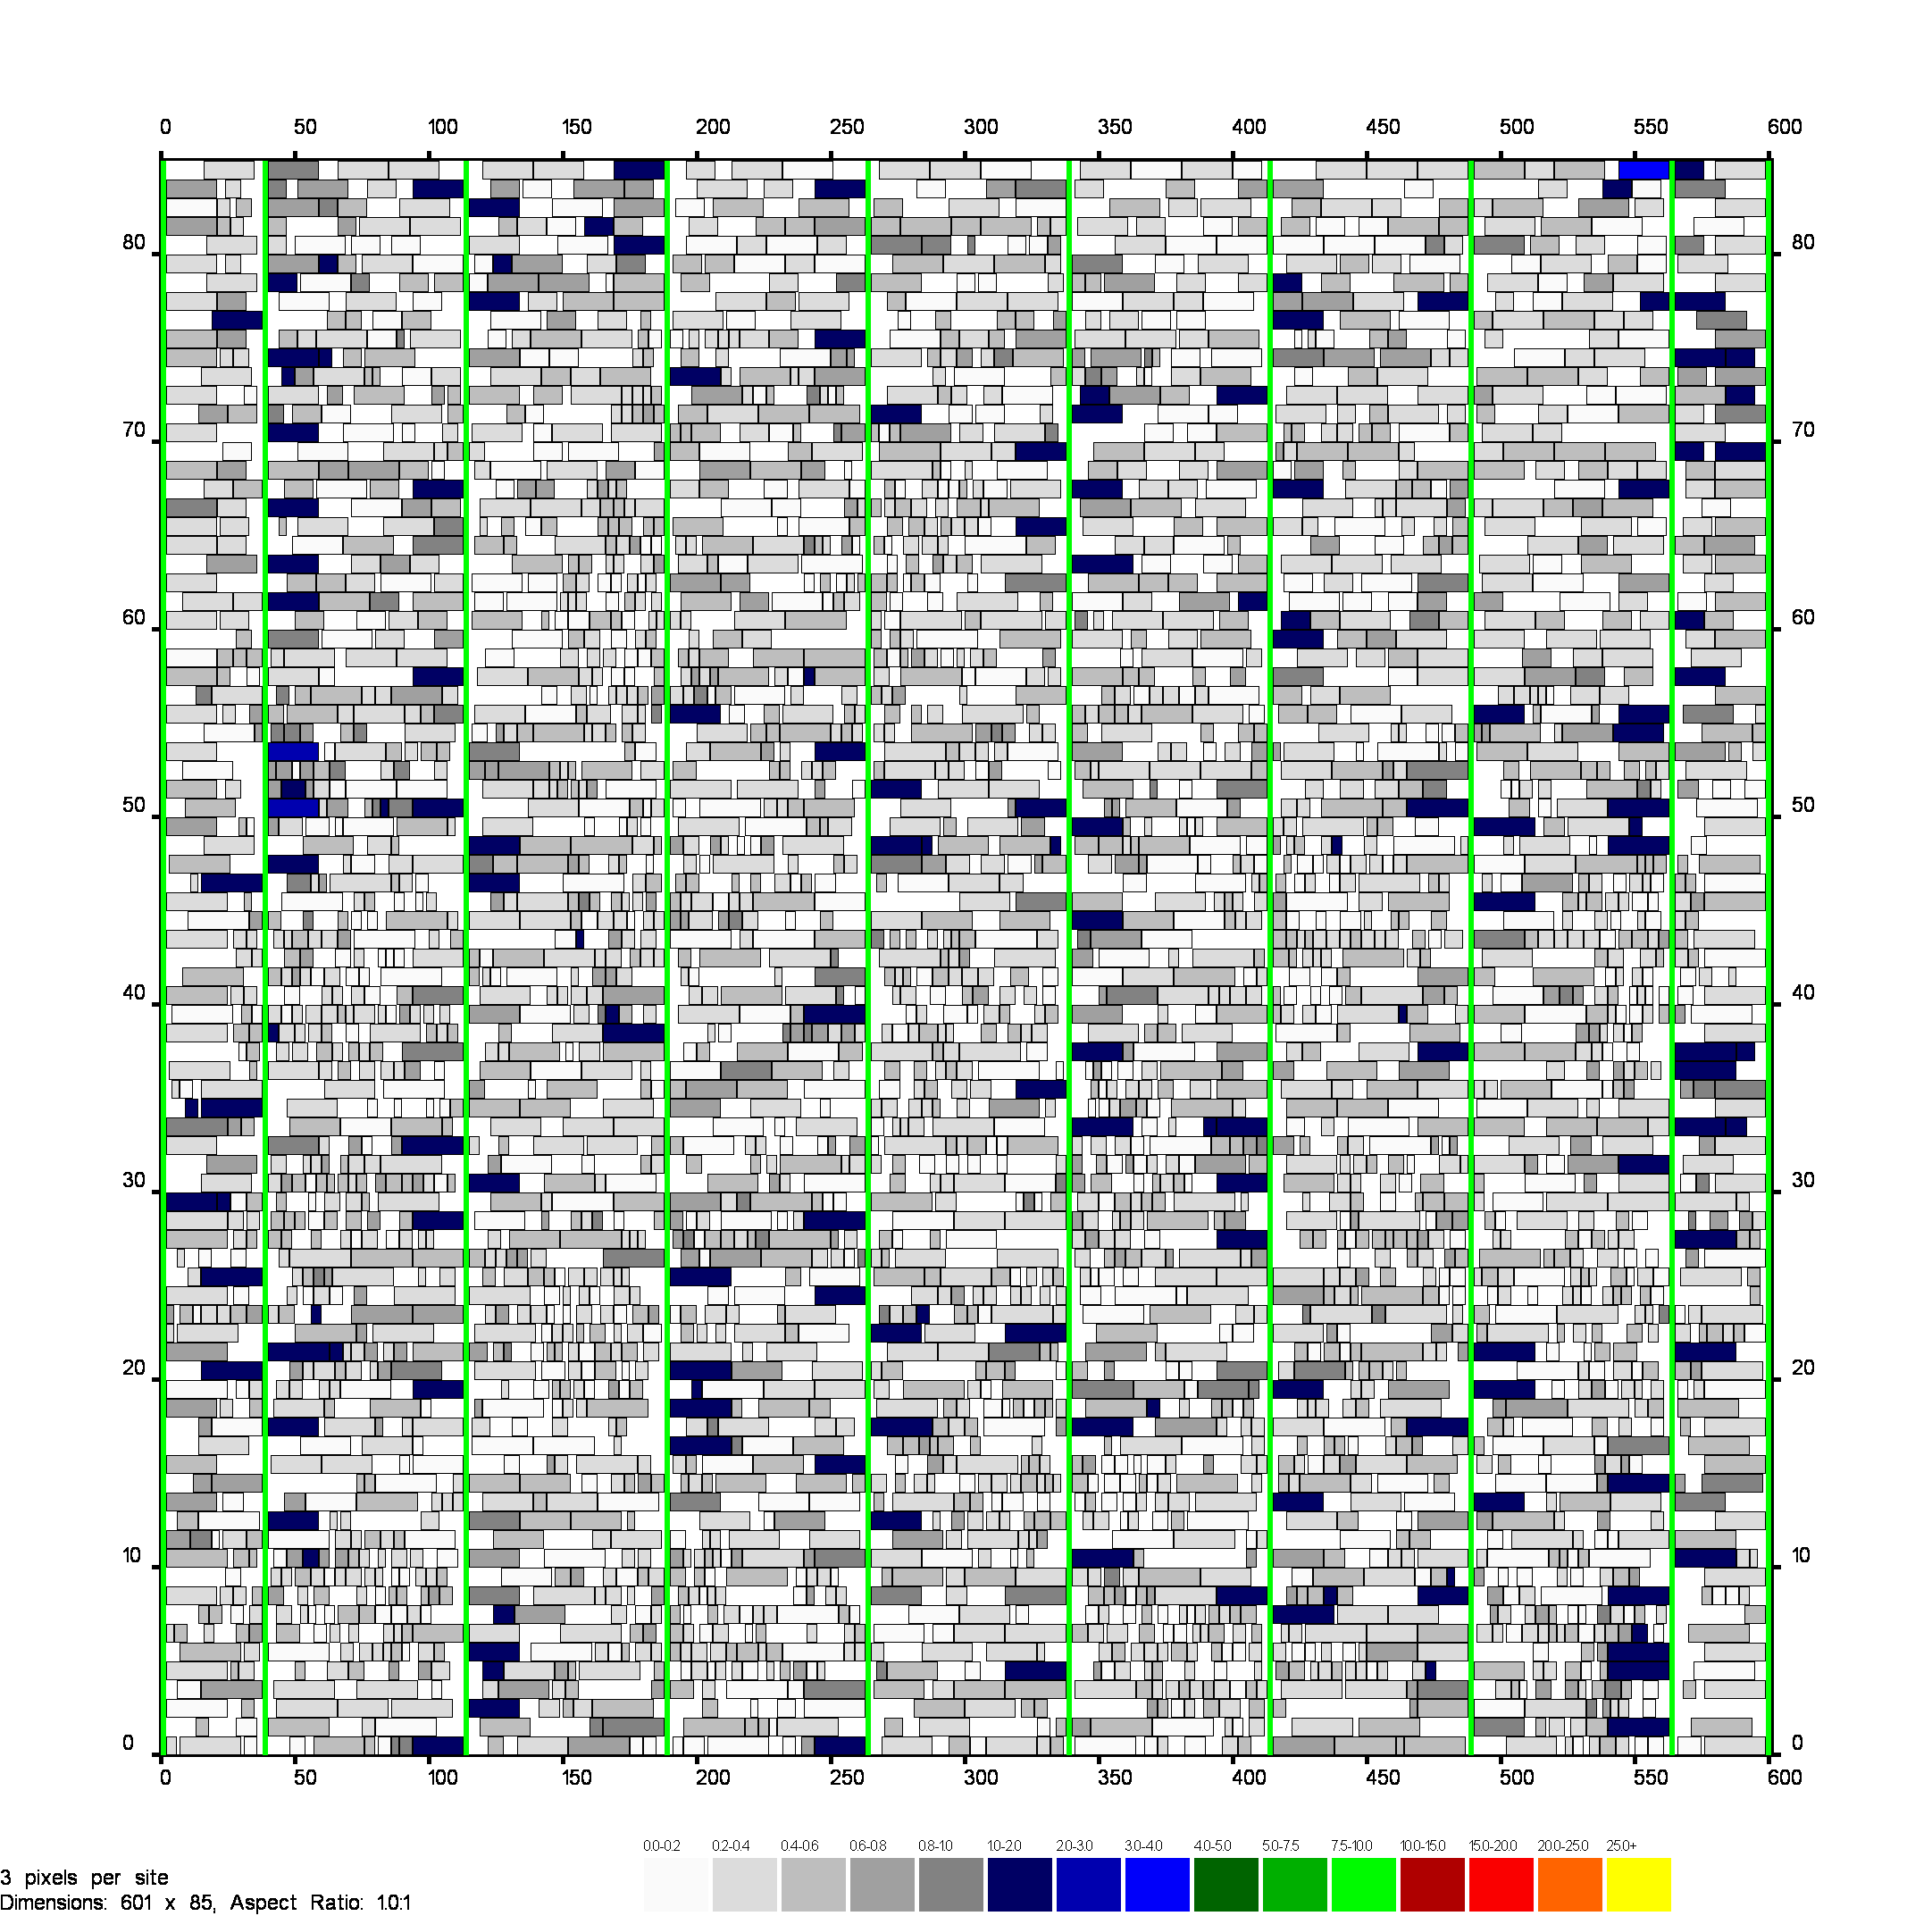 0 50 100 150 200 250 300 350 400 450 500 550 600
80 80
70 70
60 60
50 50
40 40
30 30
20 20
10 10
0 0
0 50 100 150 200 250 300 350 400 450 500 550 600
0.0-0.2 0.2-0.4 0.4-0.6 0.6-0.8 0.8-1.0 1.0-2.0 2.0-3.0 3.0-4.0 4.0-5.0 5.0-7.5 7.5-10.0 10.0-15.0 15.0-20.0 20.0-25.0 25.0+
3 pixels per site
Dimensions: 601 x 85, Aspect Ratio: 1.0:1